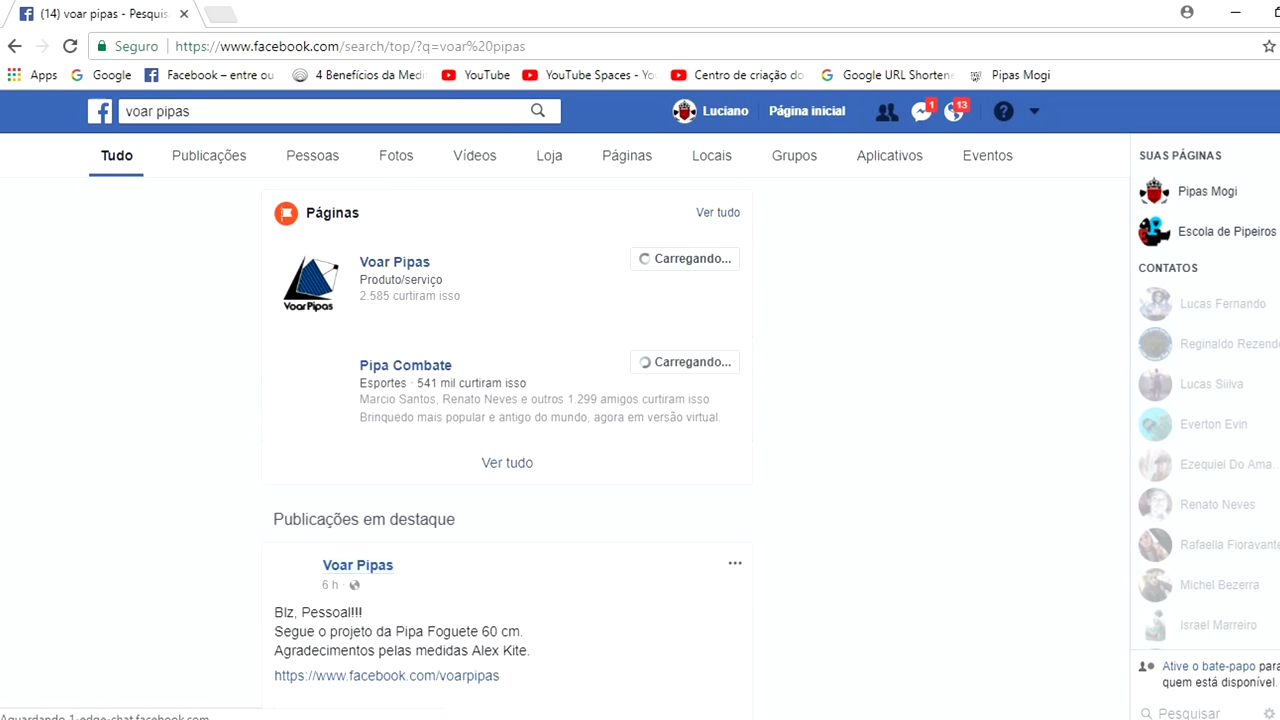 (14) voar pipas - Pesquis
Seguro
https://www.facebook.com/search/top/?q=voar%20pipas
Apps
Google
Facebook – entre ou
4 Benefícios da Medi
YouTube
YouTube Spaces - Yo
Centro de criação do
Google URL Shortene
Pipas Mogi
voar pipas
Luciano
Página inicial
1
13
Tudo
Publicações
Pessoas
Fotos
Vídeos
Loja
Páginas
Locais
Grupos
Aplicativos
Eventos
Páginas
Ver tudo
VoarPipas
Voar Pipas
Produto/serviço
2.585 curtiram isso
Carregando...
Pipa Combate
Esportes · 541 mil curtiram isso
Marcio Santos, Renato Neves e outros 1.299 amigos curtiram isso
Brinquedo mais popular e antigo do mundo, agora em versão virtual.
Carregando...
Ver tudo
Publicações em destaque
Voar Pipas
6 h ·
Blz, Pessoal!!!
Segue o projeto da Pipa Foguete 60 cm.
Agradecimentos pelas medidas Alex Kite.
https://www.facebook.com/voarpipas
SUAS PÁGINAS
Pipas Mogi
Escola de Pipeiros
CONTATOS
Lucas Fernando
Reginaldo Rezende
Lucas Siilva
Everton Evin
Ezequiel Do Ama...
Renato Neves
Rafaella Fioravante
Michel Bezerra
Israel Marreiro
Ative o bate-papo para
quem está disponível.
Pesquisar
Aguardando 1-edge-chat.facebook.com